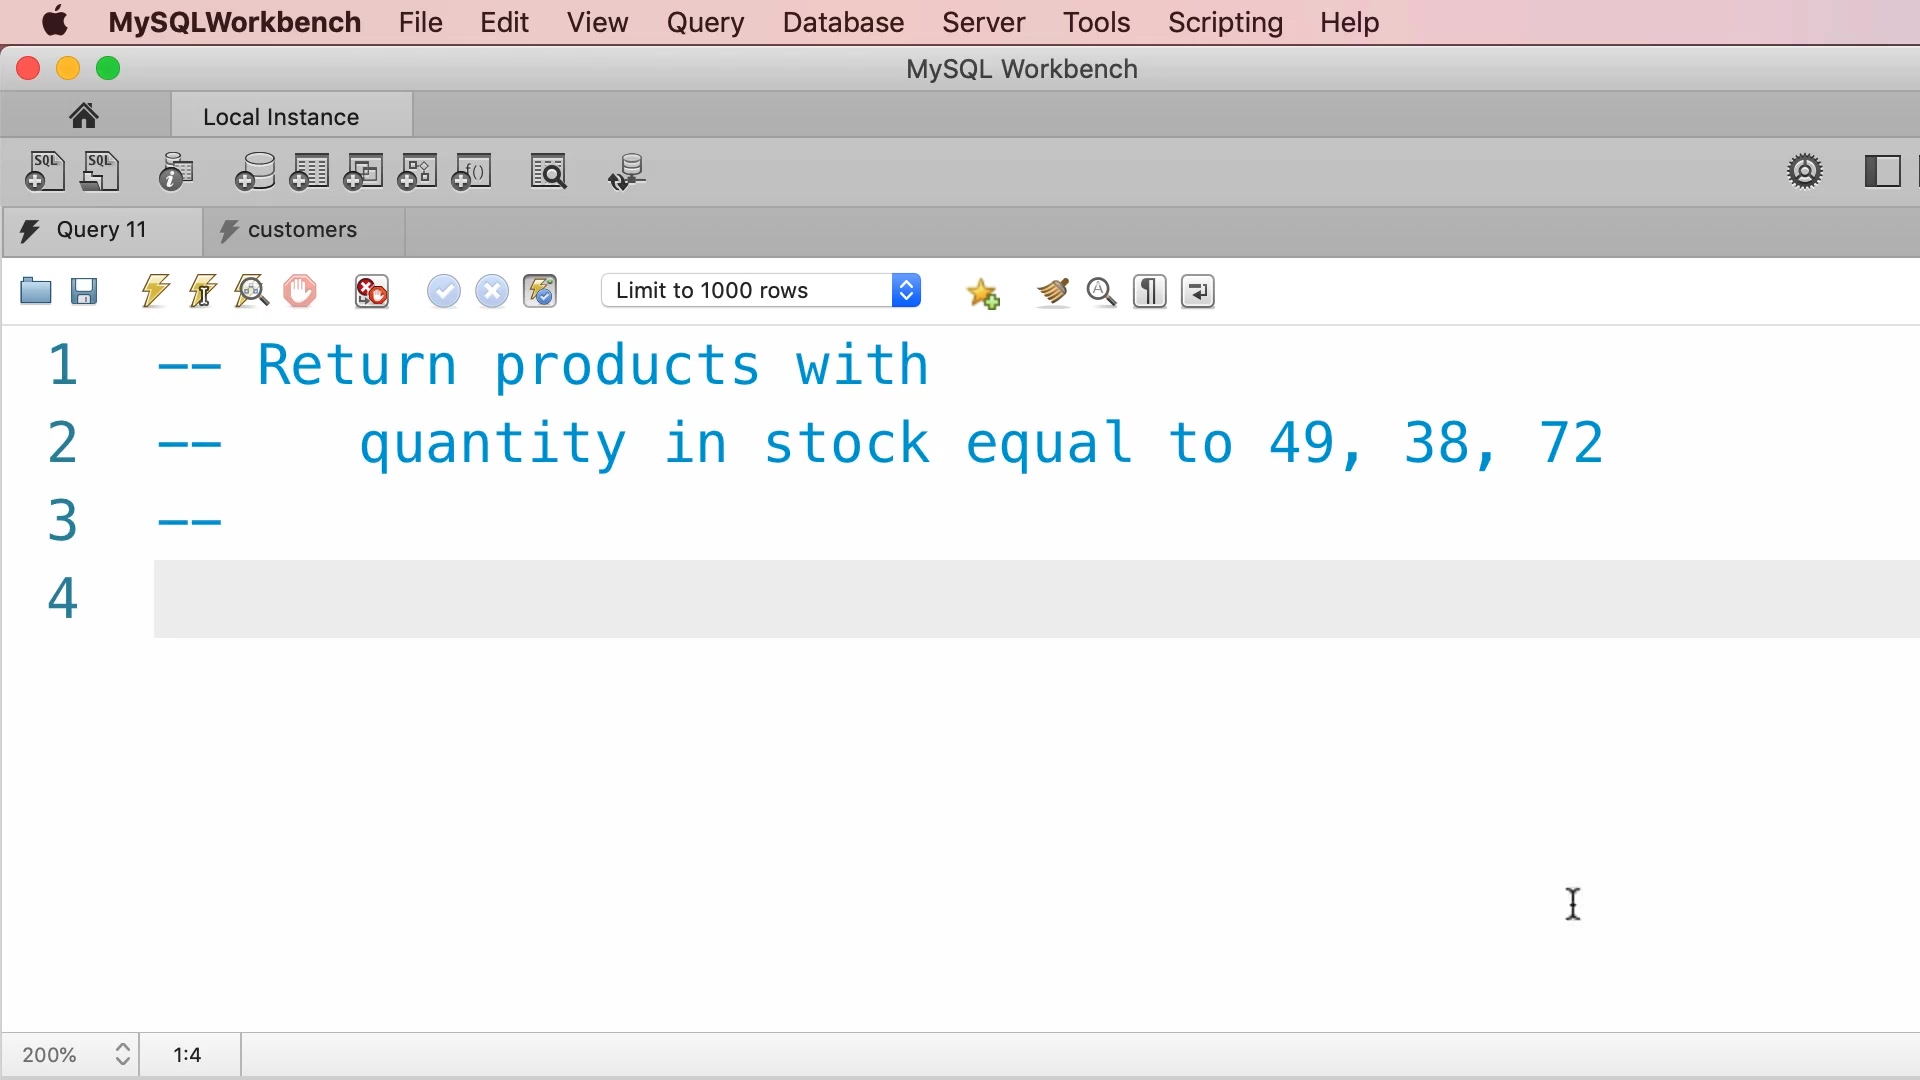 MySQLWorkbench File Edit View Query Database Server Tools Scripting Help
MySQL Workbench
Local Instance
SQL SQL f()
Query 11 customers
Limit to 1000 rows
1 -- Return products with
2 --    quantity in stock equal to 49, 38, 72
3 --
4
200% 1:4